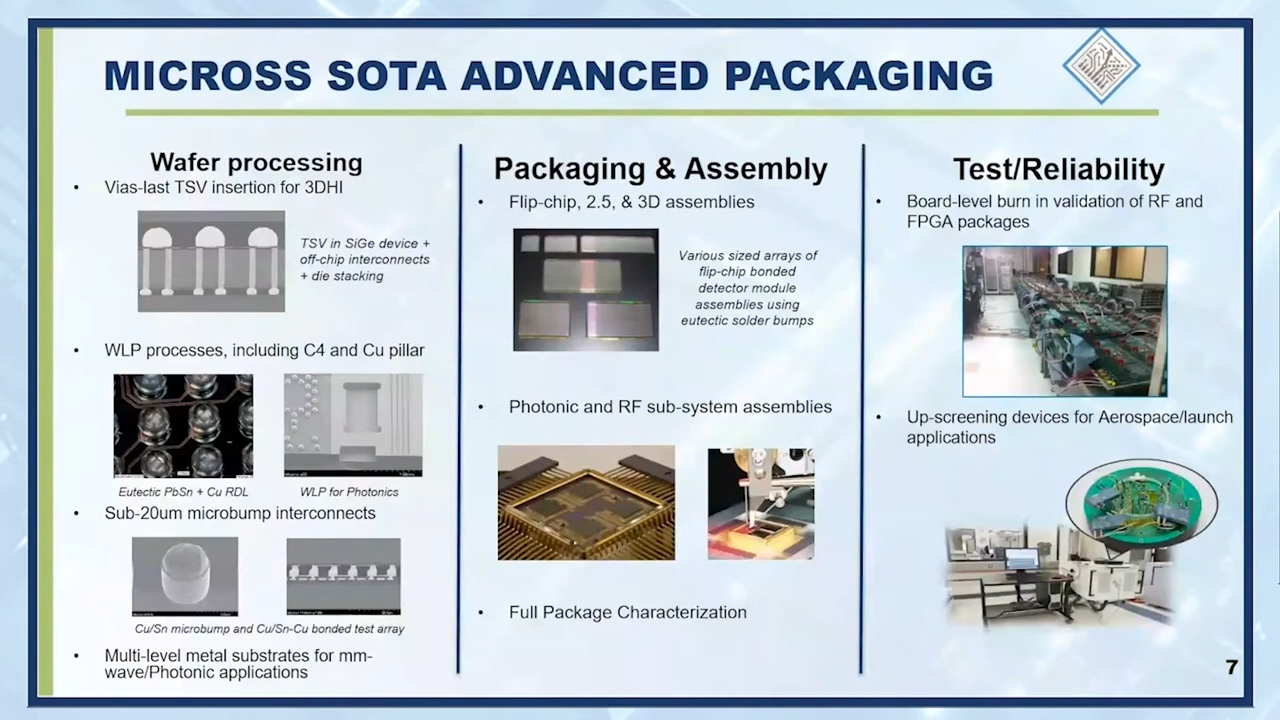 MICROSS SOTA ADVANCED PACKAGING
Wafer processing
• Vias-last TSV insertion for 3DHI
TSV in SiGe device +
off-chip interconnects
+ die stacking
• WLP processes, including C4 and Cu pillar
Eutectic PbSn + Cu RDL
WLP for Photonics
• Sub-20um microbump interconnects
Cu/Sn microbump and Cu/Sn-Cu bonded test array
• Multi-level metal substrates for mm-
wave/Photonic applications
Packaging & Assembly
• Flip-chip, 2.5, & 3D assemblies
Various sized arrays of
flip-chip bonded
detector module
assemblies using
eutectic solder bumps
• Photonic and RF sub-system assemblies
• Full Package Characterization
Test/Reliability
• Board-level burn in validation of RF and
FPGA packages
• Up-screening devices for Aerospace/launch
applications
7